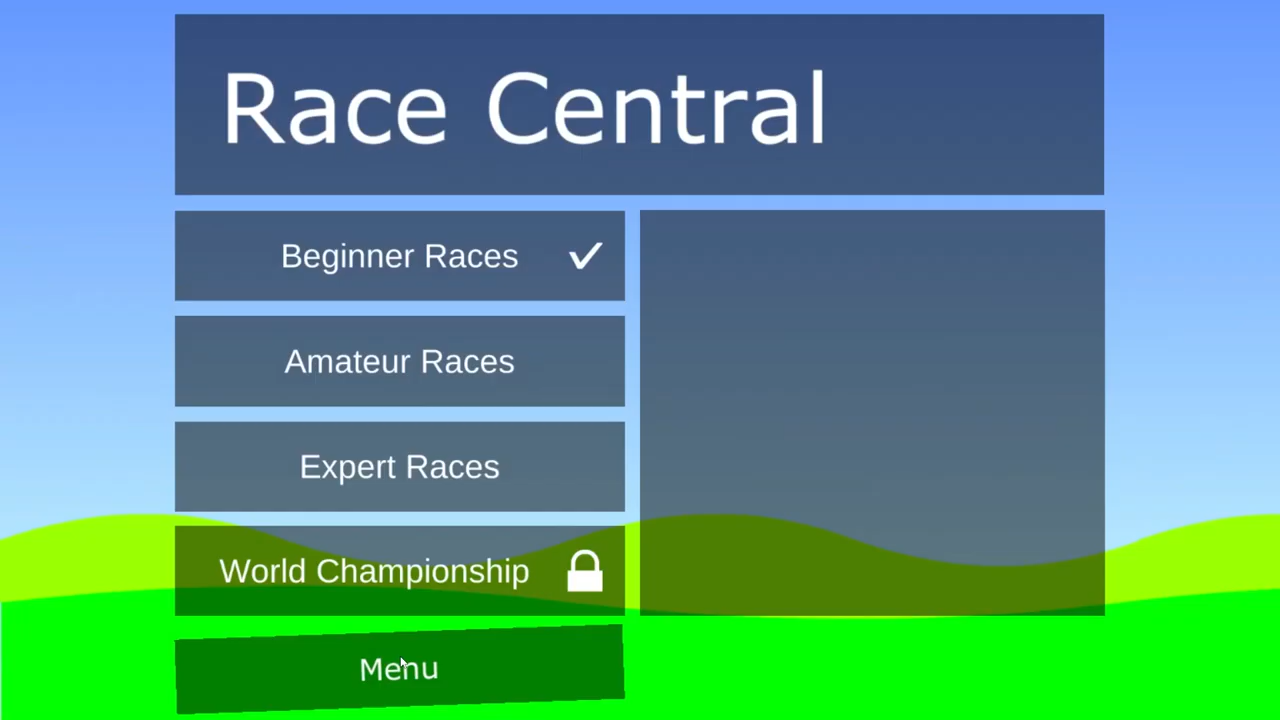 Race Central
Beginner Races
Amateur Races
Expert Races
World Championship
Menu